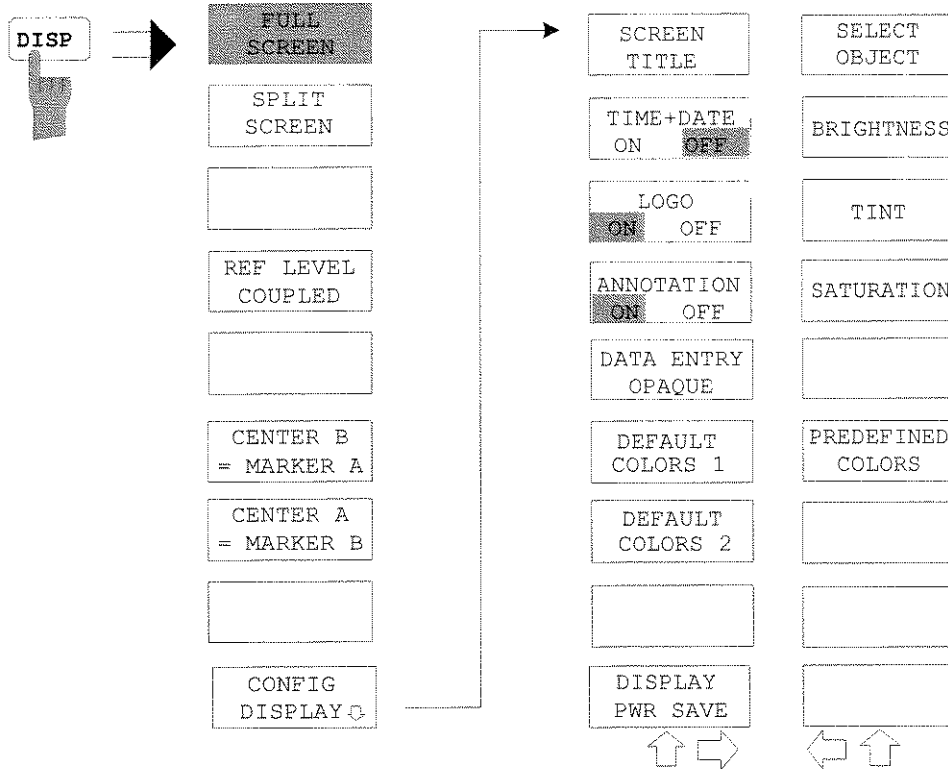 DISP
FULL
SCREEN
SPLIT
SCREEN
REF LEVEL
COUPLED
CENTER B
= MARKER A
CENTER A
= MARKER B
CONFIG
DISPLAY
SCREEN
TITLE
TIME+DATE
ON OFF
LOGO
ON OFF
ANNOTATION
ON OFF
DATA ENTRY
OPAQUE
DEFAULT
COLORS 1
DEFAULT
COLORS 2
DISPLAY
PWR SAVE
SELECT
OBJECT
BRIGHTNESS
TINT
SATURATION
PREDEFINED
COLORS